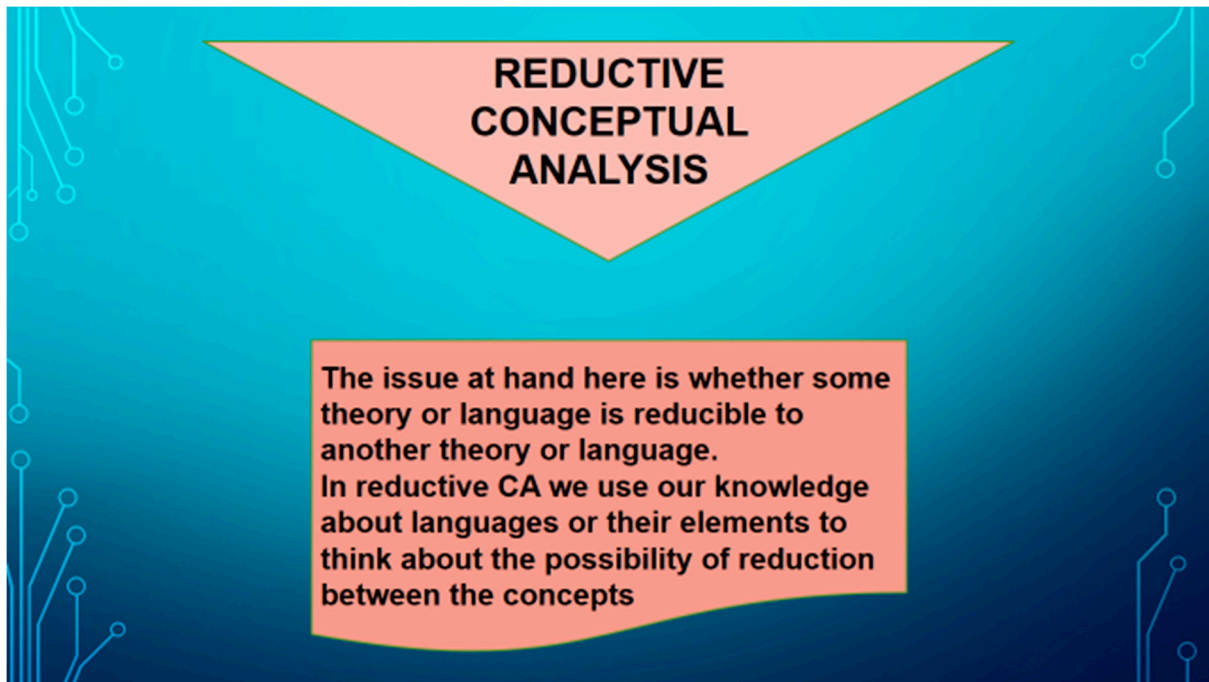 REDUCTIVE
CONCEPTUAL
ANALYSIS
The issue at hand here is whether some
theory or language is reducible to
another theory or language.
In reductive CA we use our knowledge
about languages or their elements to
think about the possibility of reduction
between the concepts